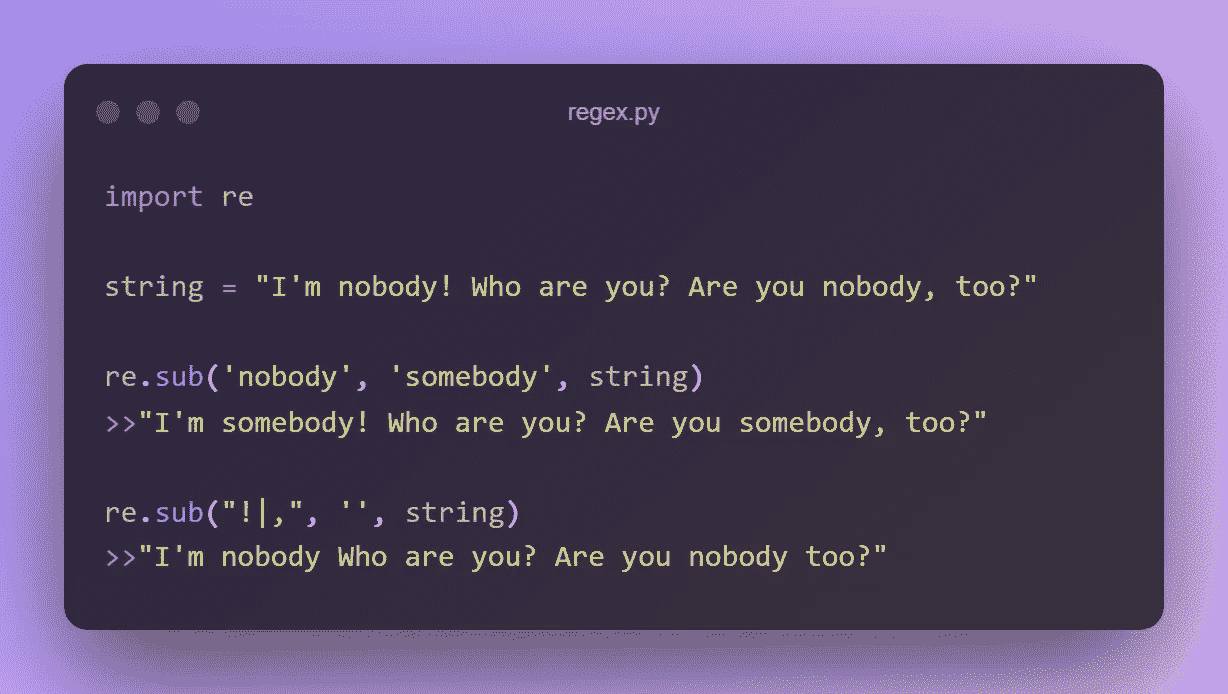 regex.py
import re
string = "I'm nobody! Who are you? Are you nobody, too?"
re.sub('nobody', 'somebody', string)
>>"I'm somebody! Who are you? Are you somebody, too?"
re.sub("!|,", '', string)
>>"I'm nobody Who are you? Are you nobody too?"